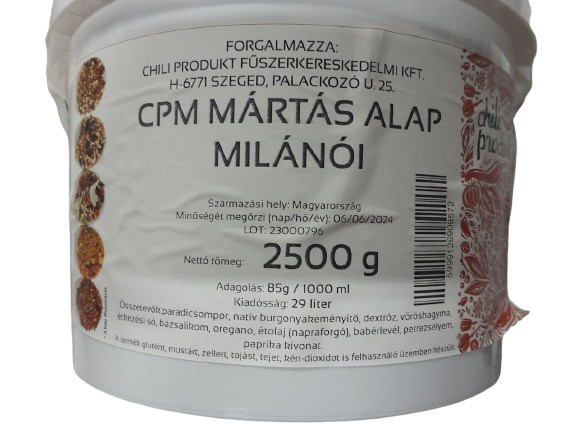 FORGALMAZZA:
CHILI PRODUKT FŰSZERKERESKEDELMI KFT.
H-6771 SZEGED, PALACKOZÓ U. 25.
CPM MÁRTÁS ALAP
MILÁNÓI
Származási hely: Magyarország
Minőségét megőrzi (nap/hó/év): 06/06/2024
LOT: 23000796
Nettó tömeg: 2500 g
Adagolás: 85g / 1000 ml
Kiadósság: 29 liter
Összetevők:paradicsompor, natív burgonyakeményítő, dextróz, vöröshagyma,
étkezési só, bazsalikom, oregano, étolaj (napraforgó), babérlevél, petrezselyem,
paprika kivonat.
A termék glutént, mustárt, zellert, tojást, tejet, kén-dioxidot is felhasználó üzemben készült.
5999126908572
chili